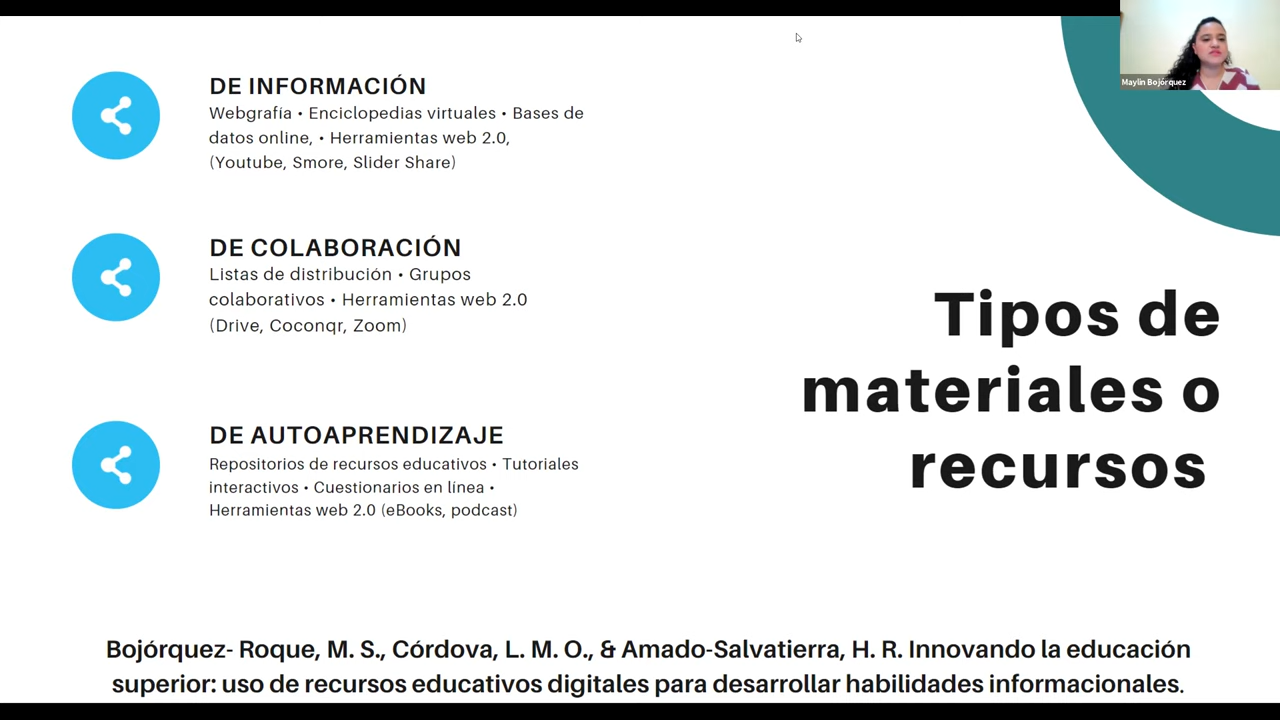 DE INFORMACIÓN
Webgrafía • Enciclopedias virtuales • Bases de
datos online, • Herramientas web 2.0,
(Youtube, Smore, Slider Share)
DE COLABORACIÓN
Listas de distribución • Grupos
colaborativos • Herramientas web 2.0
(Drive, Coconqr, Zoom)
DE AUTOAPRENDIZAJE
Repositorios de recursos educativos • Tutoriales
interactivos • Cuestionarios en línea •
Herramientas web 2.0 (eBooks, podcast)
Maylin Bojórquez
Tipos de
materiales o
recursos
Bojórquez- Roque, M. S., Córdova, L. M. O., & Amado-Salvatierra, H. R. Innovando la educación
superior: uso de recursos educativos digitales para desarrollar habilidades informacionales.